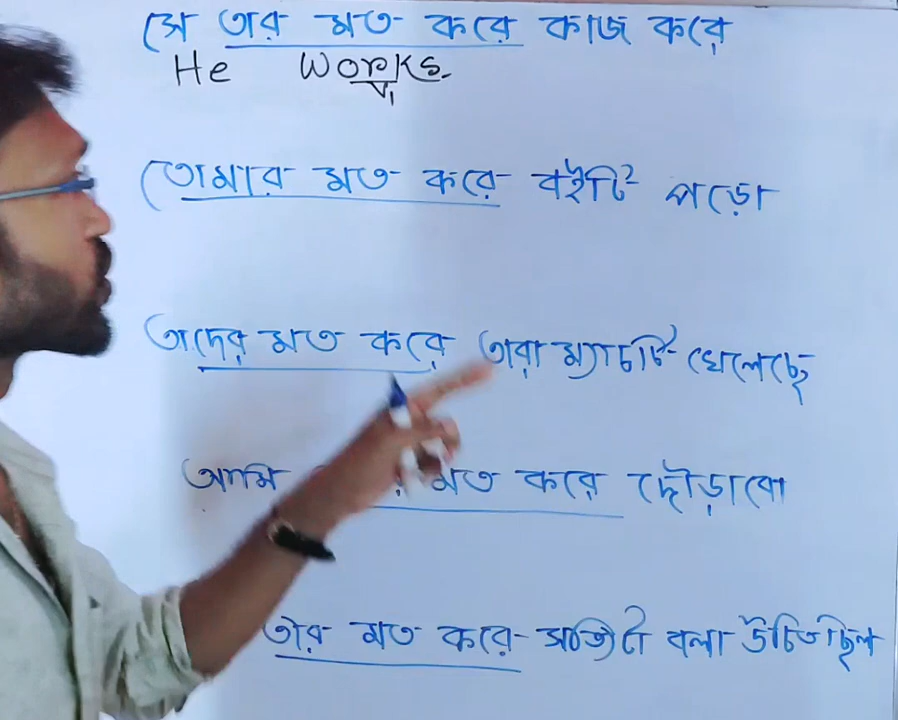 সে তার মত করে কাজ করে
He Works.
V₁
তোমার মত করে বইটি পড়ো
তাদের মত করে তারা ম্যাচটি খেলেছে
আমি মত করে দৌড়াবো
তার মত করে সত্যিটা বলা উচিত ছিল